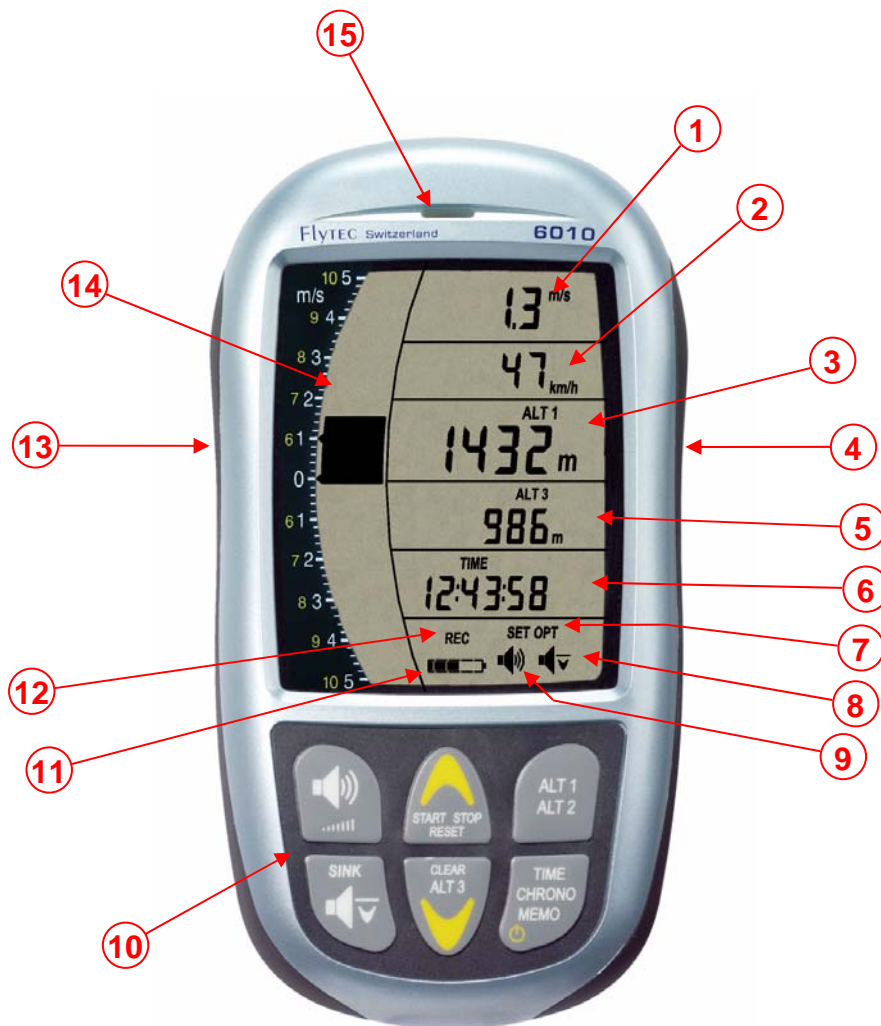 15
1
2
FLYTEC Switzerland 6010
14
3
13
4
5
6
12
7
11
8
9
10
10 5
m/s
9 4
8 3
7 2
6 1
0
6 1
7 2
8 3
9 4
10 5
1.3 m/s
47 km/h
ALT 1
1432 m
ALT 3
986 m
TIME
12:43:58
REC SET OPT
START STOP
RESET
ALT 1
ALT 2
SINK
CLEAR
ALT 3
TIME
CHRONO
MEMO